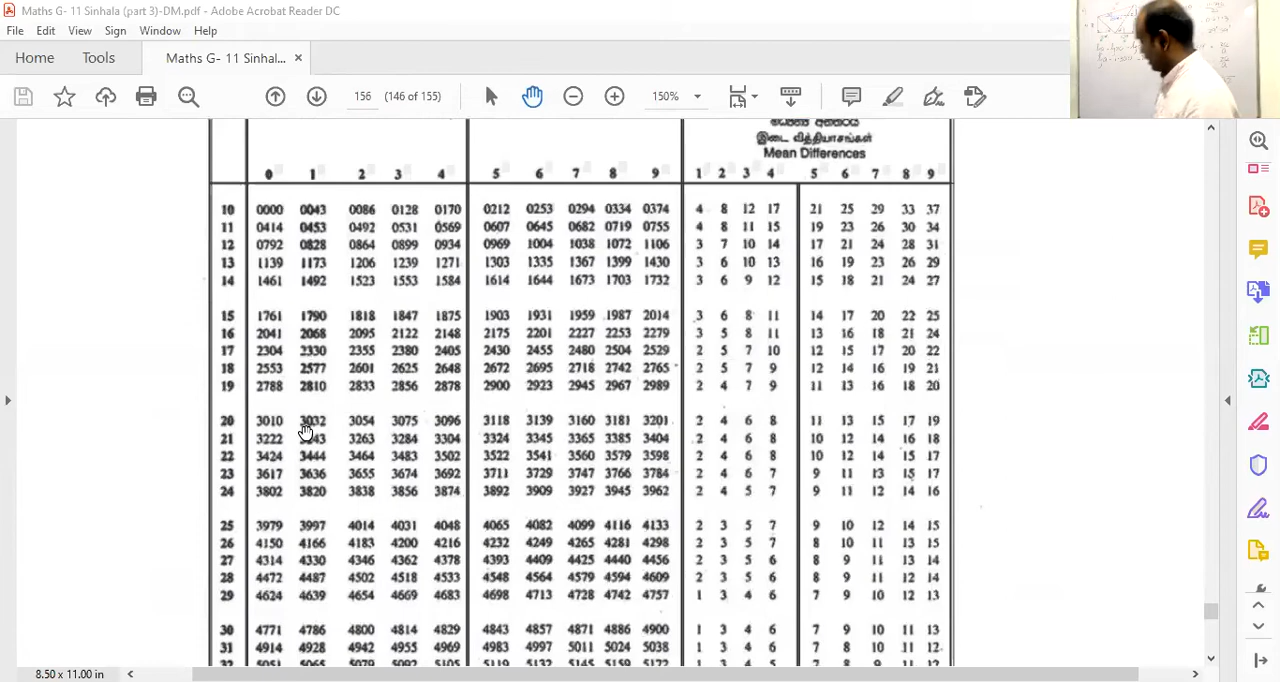 Maths G- 11 Sinhala (part 3)-DM.pdf - Adobe Acrobat Reader DC
File Edit View Sign Window Help
Home Tools Maths G- 11 Sinhal... ×
156 (146 of 155) 150%
இடை வித்தியாசங்கள்
Mean Differences
0 1 2 3 4 5 6 7 8 9 1 2 3 4 5 6 7 8 9
10 0000 0043 0086 0128 0170 0212 0253 0294 0334 0374 4 8 12 17 21 25 29 33 37
11 0414 0453 0492 0531 0569 0607 0645 0682 0719 0755 4 8 11 15 19 23 26 30 34
12 0792 0828 0864 0899 0934 0969 1004 1038 1072 1106 3 7 10 14 17 21 24 28 31
13 1139 1173 1206 1239 1271 1303 1335 1367 1399 1430 3 6 10 13 16 19 23 26 29
14 1461 1492 1523 1553 1584 1614 1644 1673 1703 1732 3 6 9 12 15 18 21 24 27
15 1761 1790 1818 1847 1875 1903 1931 1959 1987 2014 3 6 8 11 14 17 20 22 25
16 2041 2068 2095 2122 2148 2175 2201 2227 2253 2279 3 5 8 11 13 16 18 21 24
17 2304 2330 2355 2380 2405 2430 2455 2480 2504 2529 2 5 7 10 12 15 17 20 22
18 2553 2577 2601 2625 2648 2672 2695 2718 2742 2765 2 5 7 9 12 14 16 19 21
19 2788 2810 2833 2856 2878 2900 2923 2945 2967 2989 2 4 7 9 11 13 16 18 20
20 3010 3032 3054 3075 3096 3118 3139 3160 3181 3201 2 4 6 8 11 13 15 17 19
21 3222 3243 3263 3284 3304 3324 3345 3365 3385 3404 2 4 6 8 10 12 14 16 18
22 3424 3444 3464 3483 3502 3522 3541 3560 3579 3598 2 4 6 8 10 12 14 15 17
23 3617 3636 3655 3674 3692 3711 3729 3747 3766 3784 2 4 6 7 9 11 13 15 17
24 3802 3820 3838 3856 3874 3892 3909 3927 3945 3962 2 4 5 7 9 11 12 14 16
25 3979 3997 4014 4031 4048 4065 4082 4099 4116 4133 2 3 5 7 9 10 12 14 15
26 4150 4166 4183 4200 4216 4232 4249 4265 4281 4298 2 3 5 7 8 10 11 13 15
27 4314 4330 4346 4362 4378 4393 4409 4425 4440 4456 2 3 5 6 8 9 11 13 14
28 4472 4487 4502 4518 4533 4548 4564 4579 4594 4609 2 3 5 6 8 9 11 12 14
29 4624 4639 4654 4669 4683 4698 4713 4728 4742 4757 1 3 4 6 7 9 10 12 13
30 4771 4786 4800 4814 4829 4843 4857 4871 4886 4900 1 3 4 6 7 9 10 11 13
31 4914 4928 4942 4955 4969 4983 4997 5011 5024 5038 1 3 4 6 7 8 10 11 12
8.50 x 11.00 in